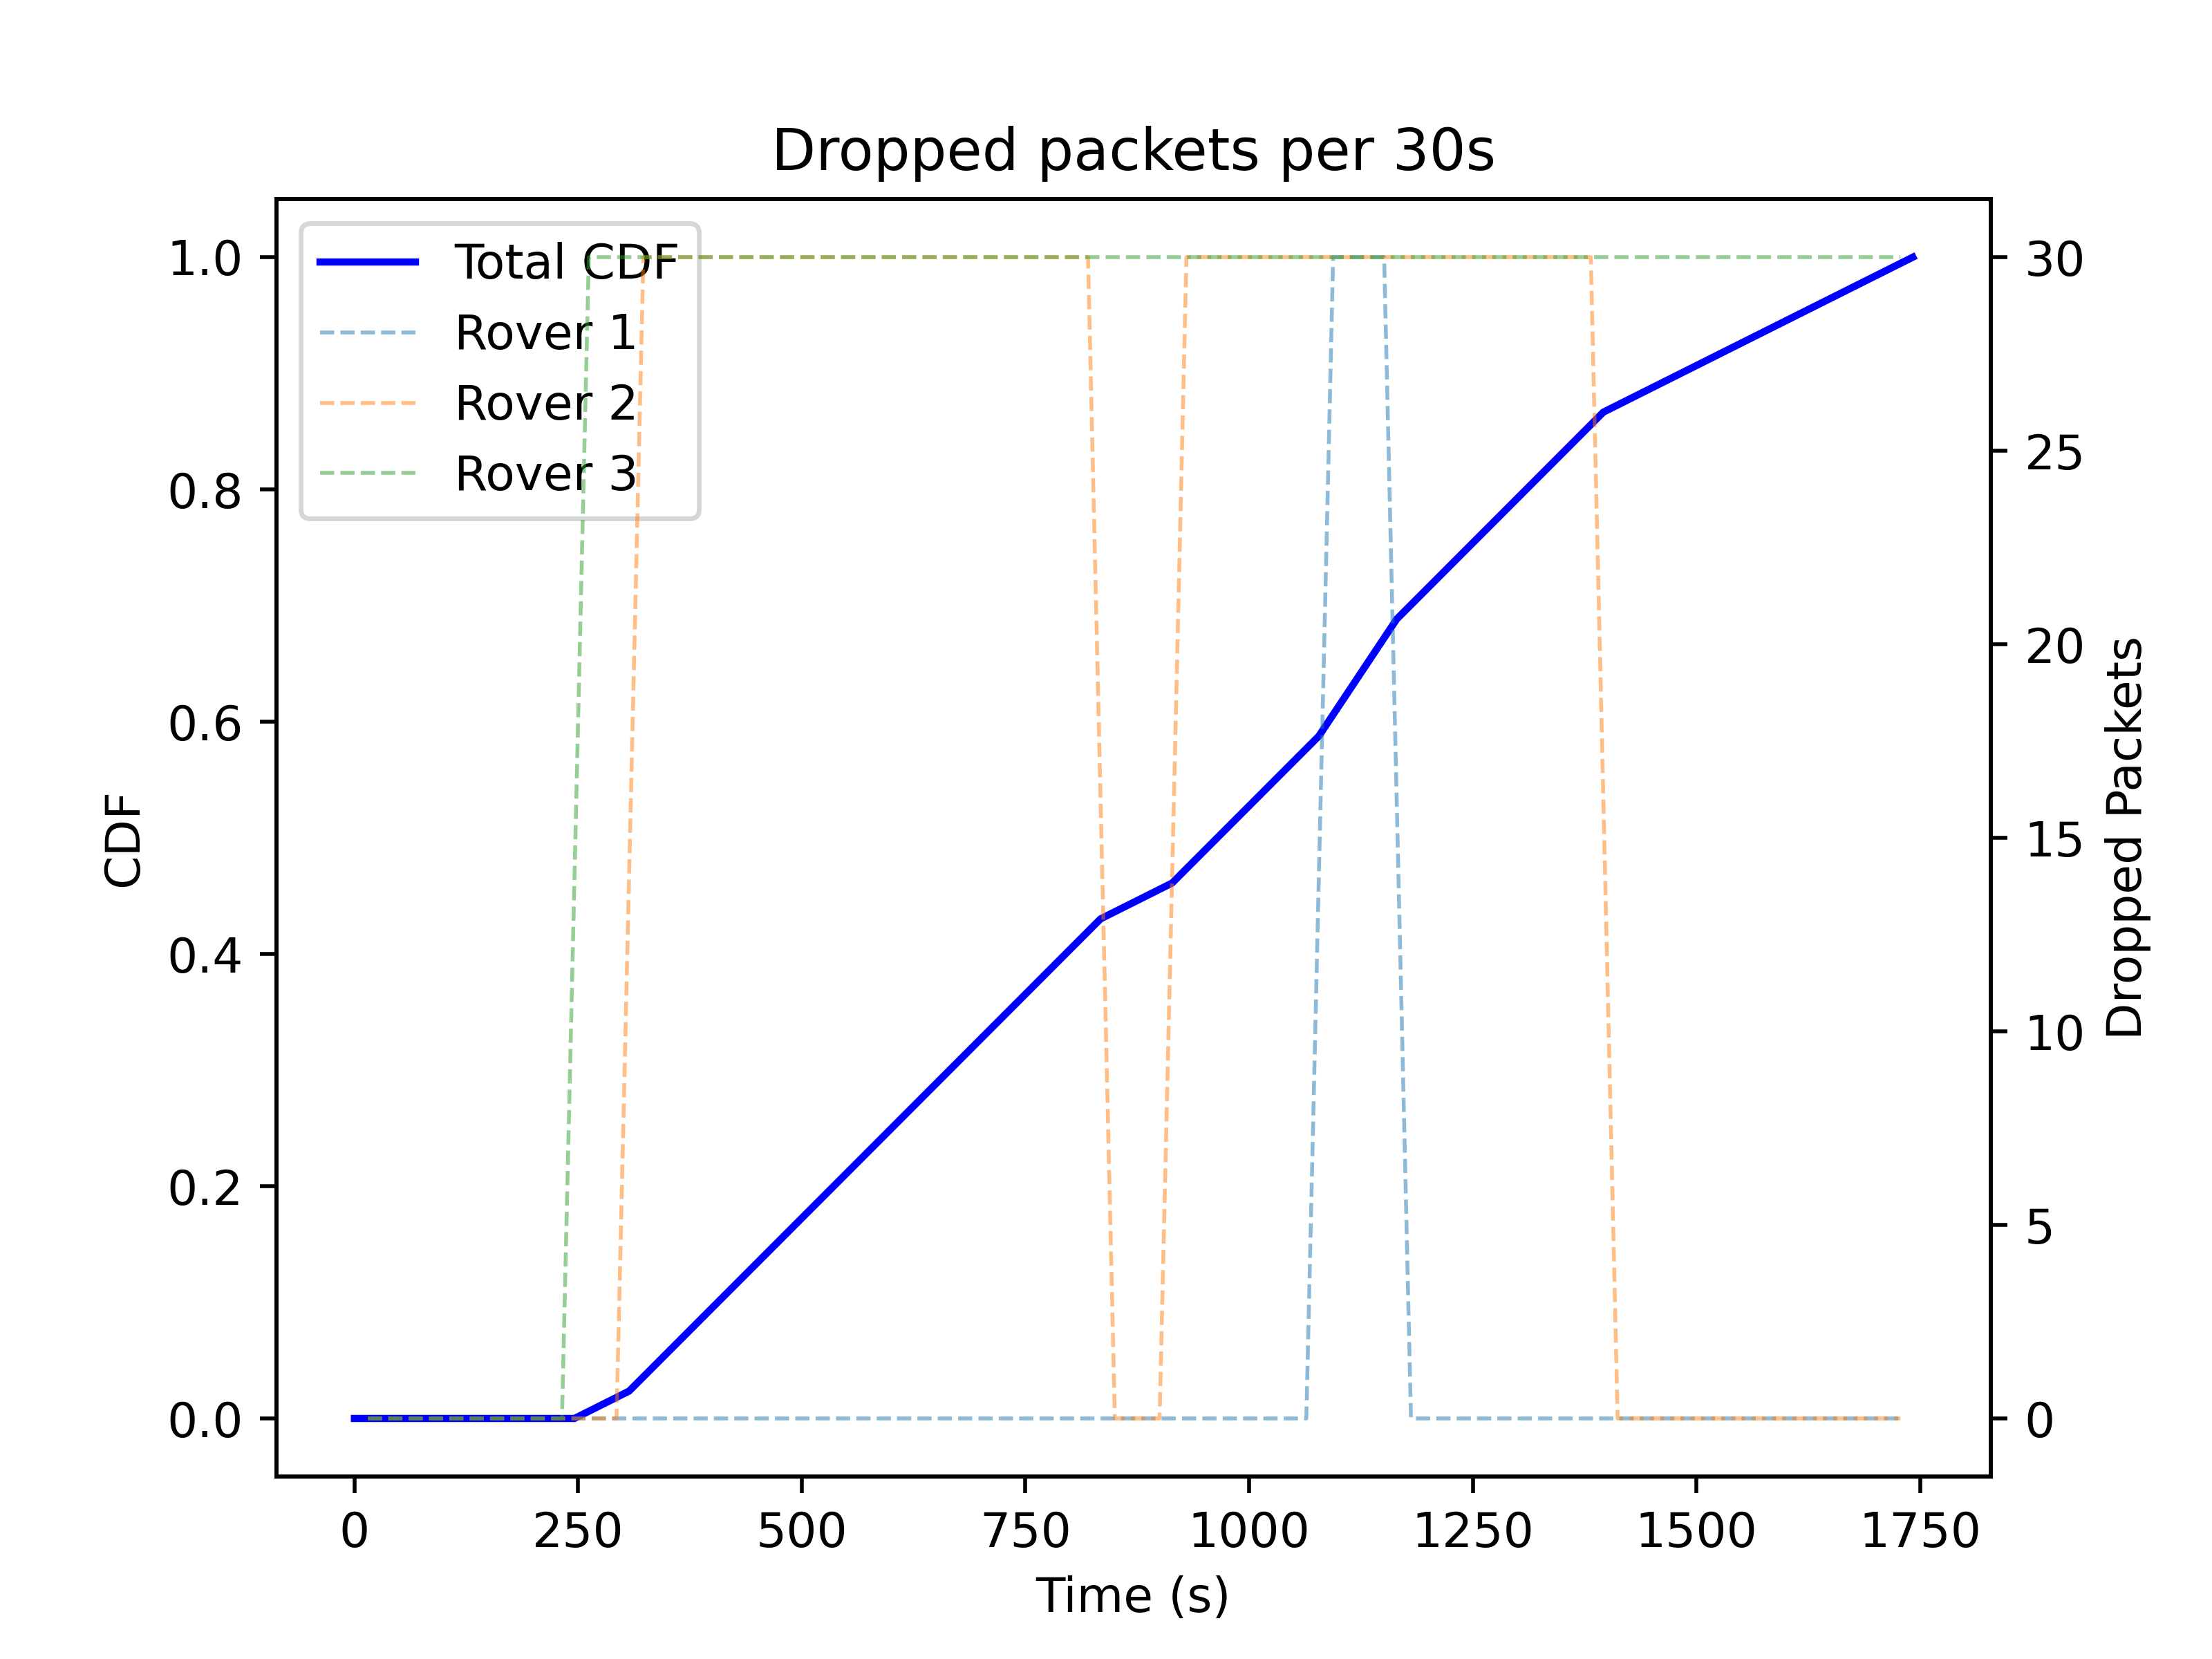 Dropped packets per 30s
Total CDF
Rover 1
Rover 2
Rover 3
1.0
0.8
0.6
0.4
0.2
0.0
CDF
30
25
20
15
10
5
0
Dropped Packets
0 250 500 750 1000 1250 1500 1750
Time (s)